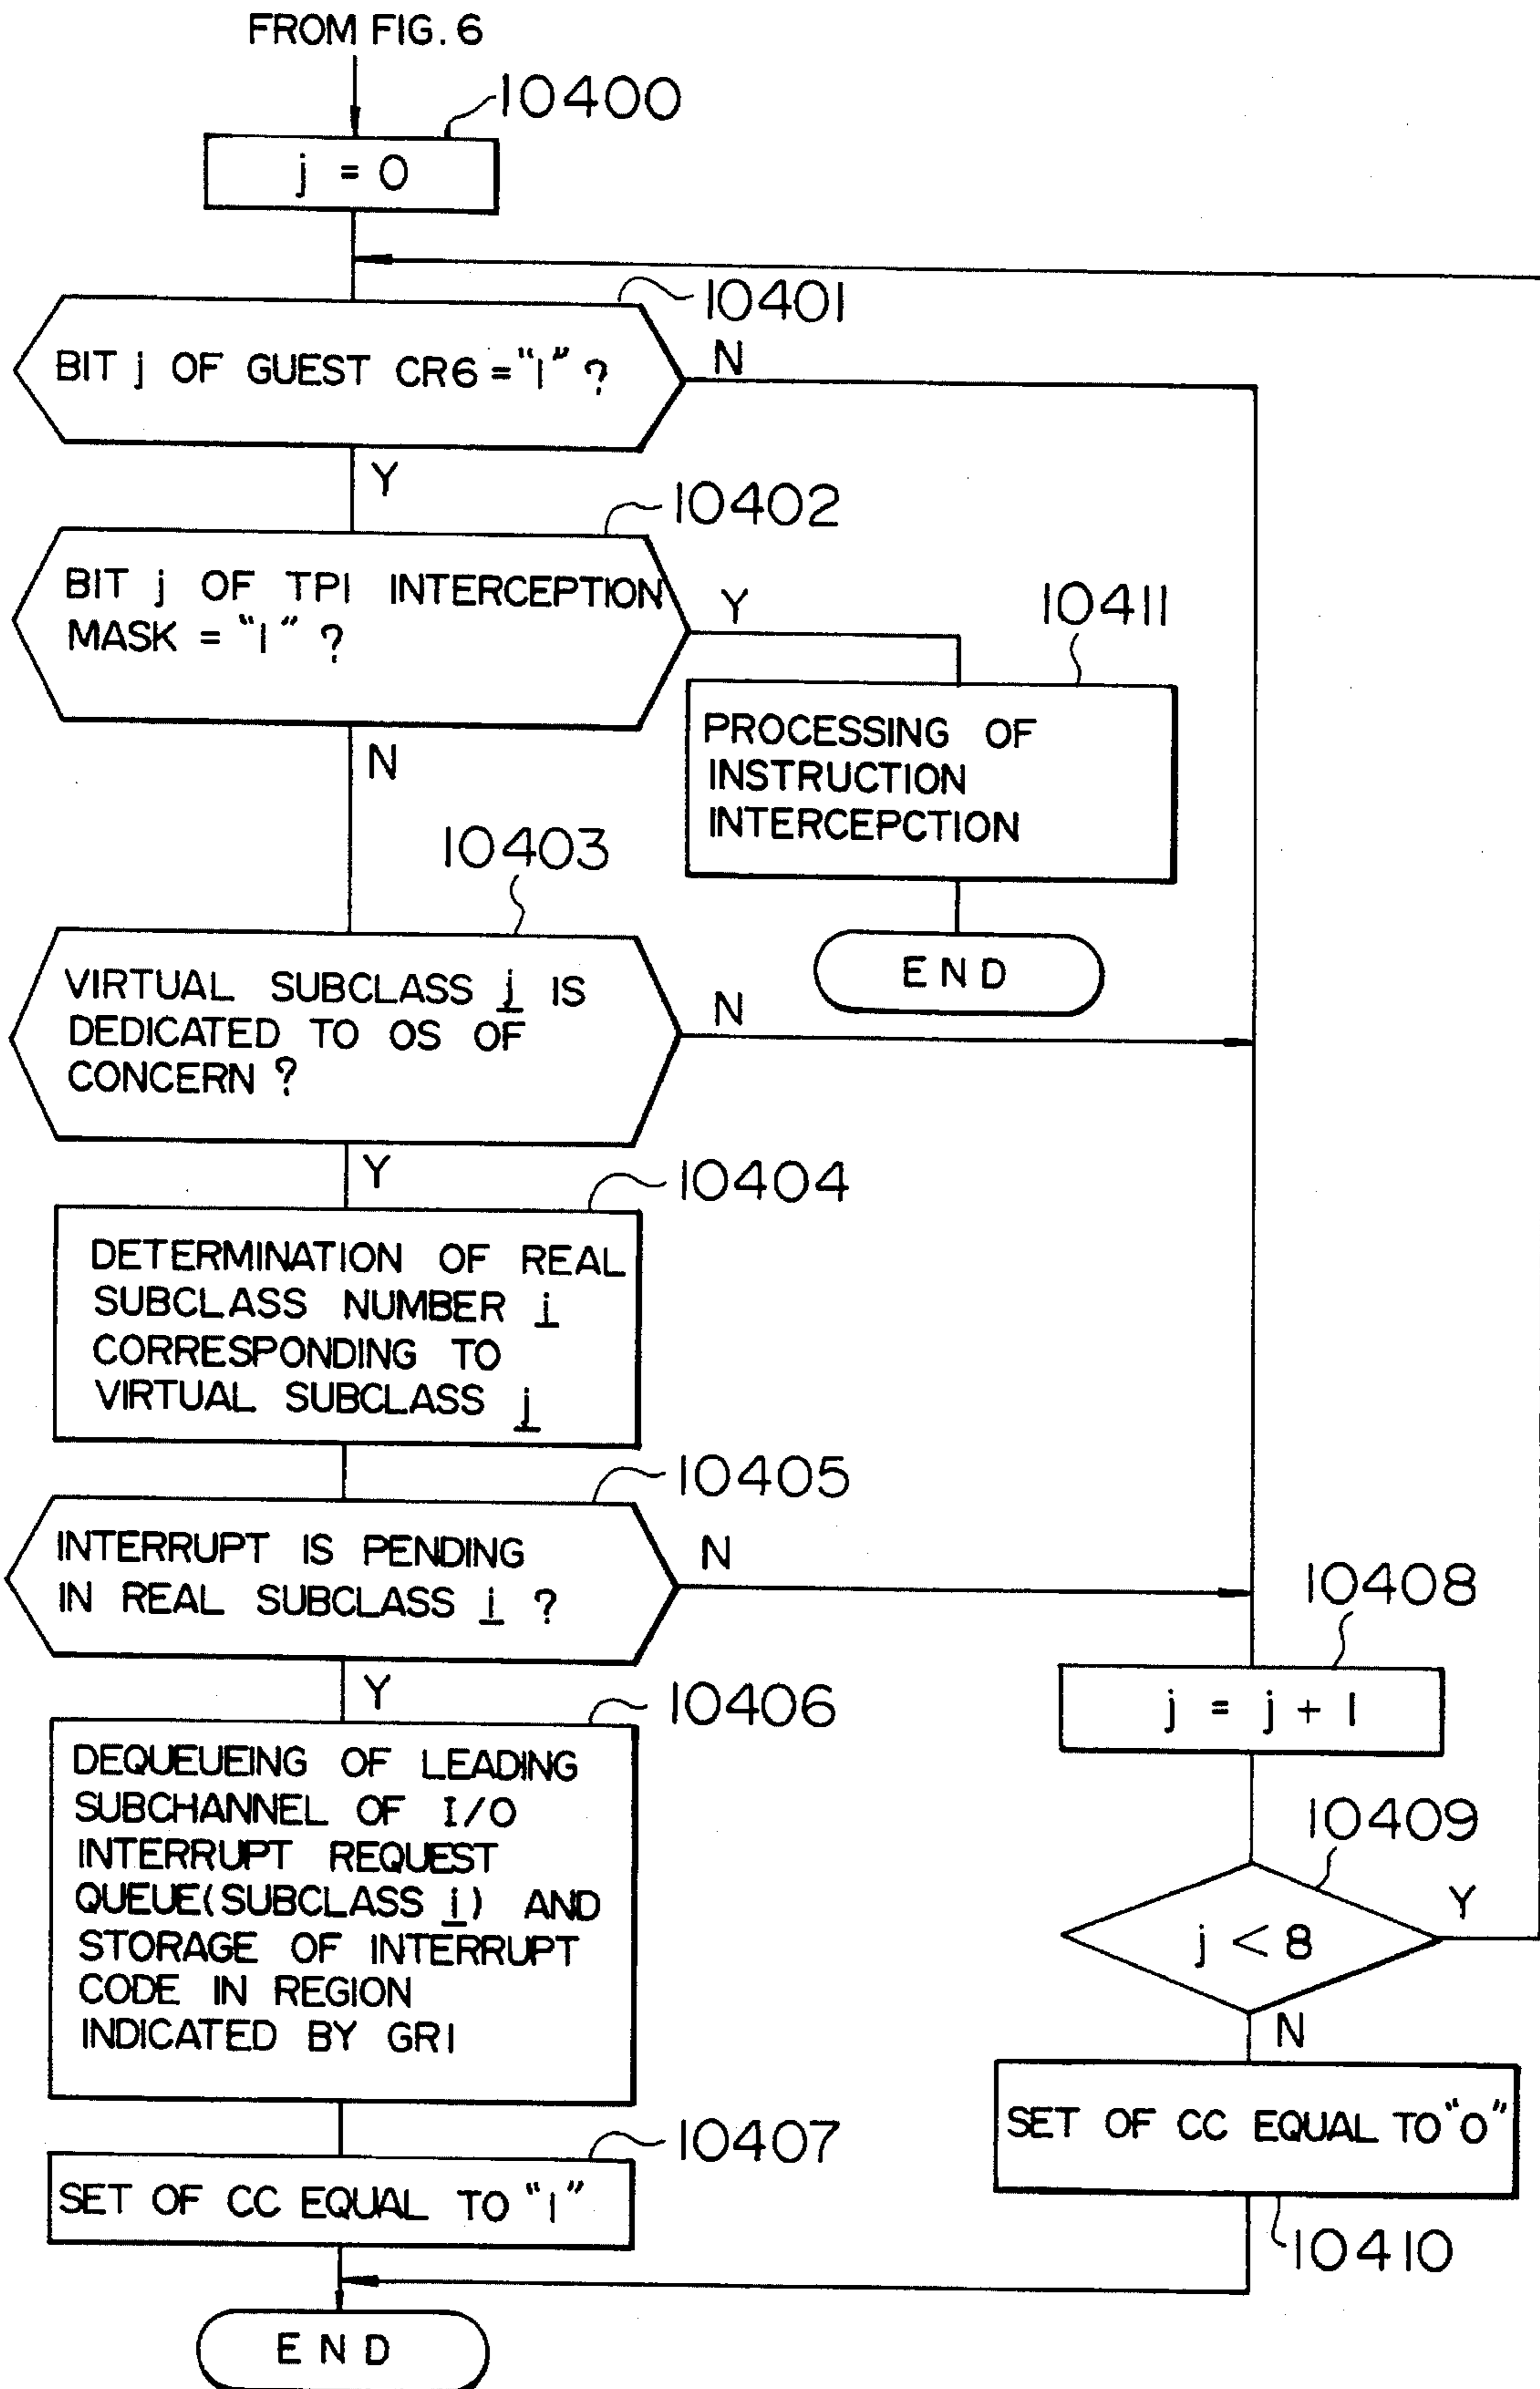 FROM FIG. 6
10400
j = 0
10401
BIT j OF GUEST CR6 = "1" ?
N
Y
10402
BIT j OF TPI INTERCEPTION
MASK = "1" ?
Y
10411
N
PROCESSING OF
INSTRUCTION
INTERCEPCTION
END
10403
VIRTUAL SUBCLASS j IS
DEDICATED TO OS OF
CONCERN ?
N
Y
10404
DETERMINATION OF REAL
SUBCLASS NUMBER i
CORRESPONDING TO
VIRTUAL SUBCLASS j
10405
INTERRUPT IS PENDING
IN REAL SUBCLASS i ?
N
Y
10406
DEQUEUEING OF LEADING
SUBCHANNEL OF I/O
INTERRUPT REQUEST
QUEUE(SUBCLASS i) AND
STORAGE OF INTERRUPT
CODE IN REGION
INDICATED BY GR1
10407
SET OF CC EQUAL TO "1"
10408
j = j + 1
10409
j < 8
Y
N
SET OF CC EQUAL TO "0"
10410
END